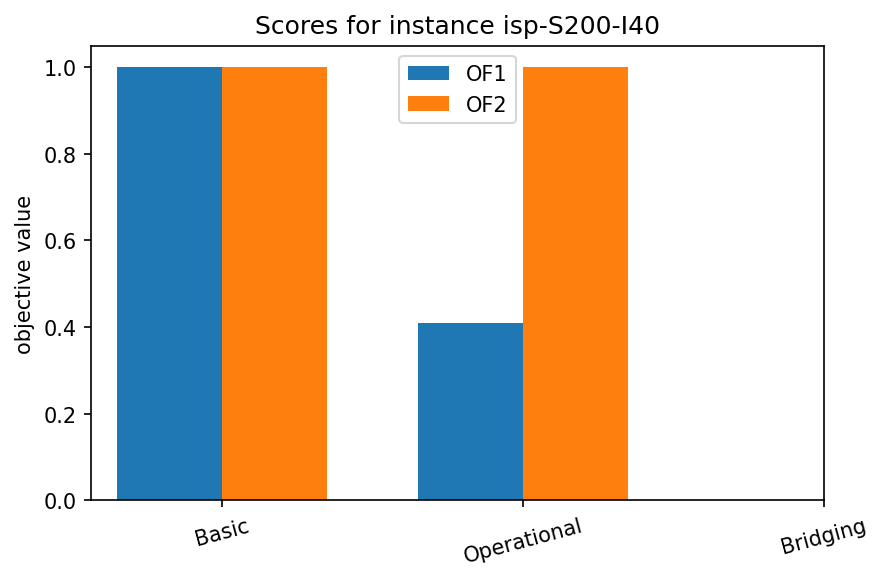 Scores for instance isp-S200-I40
OF1
OF2
objective value
1.0
0.8
0.6
0.4
0.2
0.0
Basic
Operational
Bridging